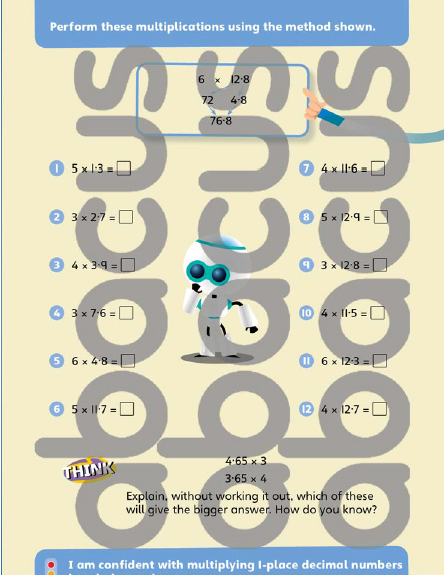 Perform these multiplications using the method shown.
6 × 12·8
72 4·8
76·8
1 5 × 1·3 =
7 4 × 11·6 =
2 3 × 2·7 =
8 5 × 12·9 =
3 4 × 3·9 =
9 3 × 12·8 =
4 3 × 7·6 =
10 4 × 11·5 =
5 6 × 4·8 =
11 6 × 12·3 =
6 5 × 11·7 =
12 4 × 12·7 =
THINK
4·65 × 3
3·65 × 4
Explain, without working it out, which of these
will give the bigger answer. How do you know?
I am confident with multiplying 1-place decimal numbers
abacus abacus abacus